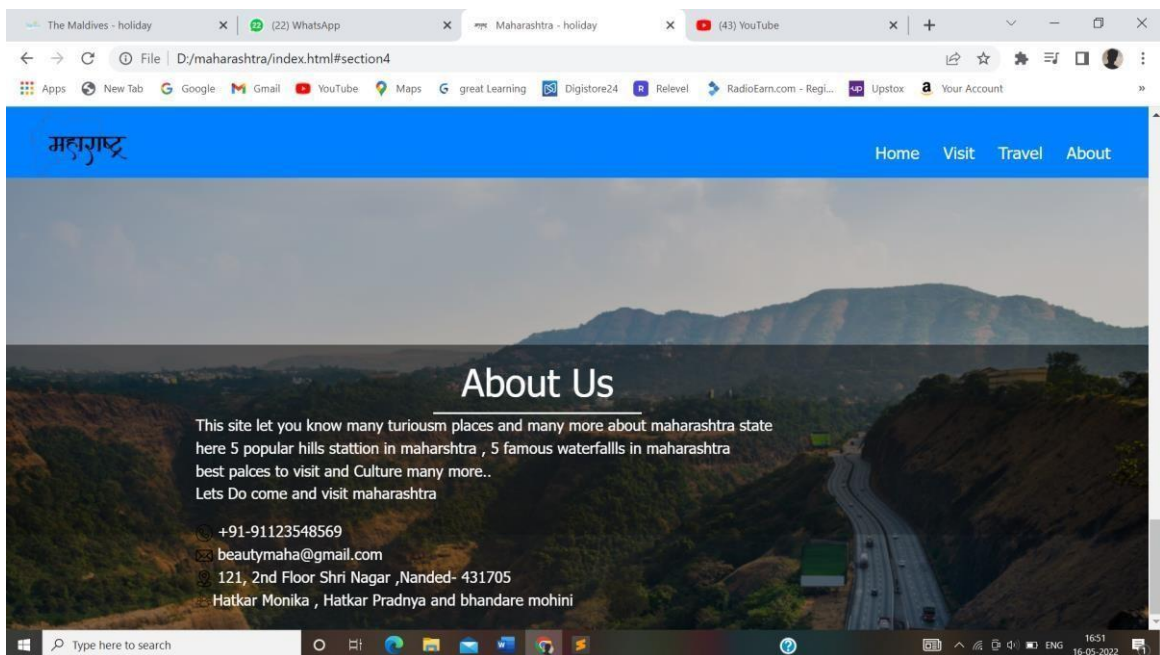 The Maldives - holiday
(22) WhatsApp
Maharashtra - holiday
(43) YouTube
File D:/maharashtra/index.html#section4
Apps New Tab Google Gmail YouTube Maps great Learning Digistore24 Relevel RadioEarn.com - Regi... Upstox Your Account »
महाराष्ट्र
Home Visit Travel About
About Us
This site let you know many turiousm places and many more about maharashtra state
here 5 popular hills stattion in maharshtra , 5 famous waterfallls in maharashtra
best palces to visit and Culture many more..
Lets Do come and visit maharashtra
+91-91123548569
beautymaha@gmail.com
121, 2nd Floor Shri Nagar ,Nanded- 431705
Hatkar Monika , Hatkar Pradnya and bhandare mohini
Type here to search
ENG
16:51
16-05-2022